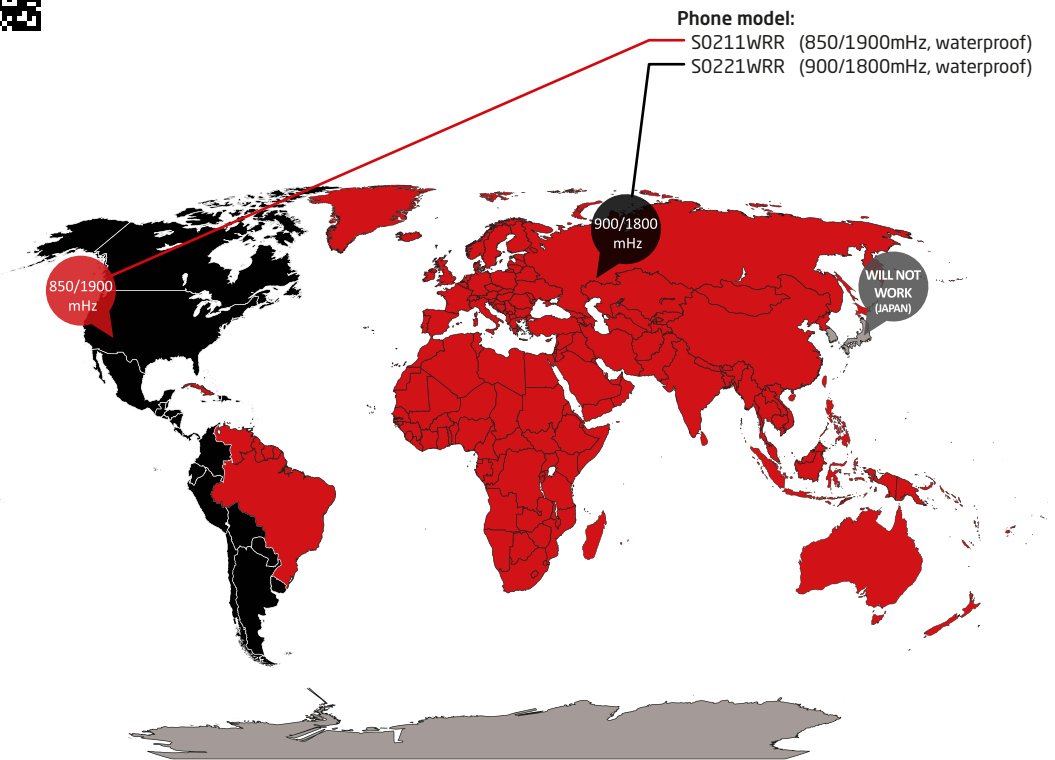 Phone model:
S0211WRR (850/1900mHz, waterproof)
S0221WRR (900/1800mHz, waterproof)
900/1800
mHz
850/1900
mHz
WILL NOT
WORK
(JAPAN)